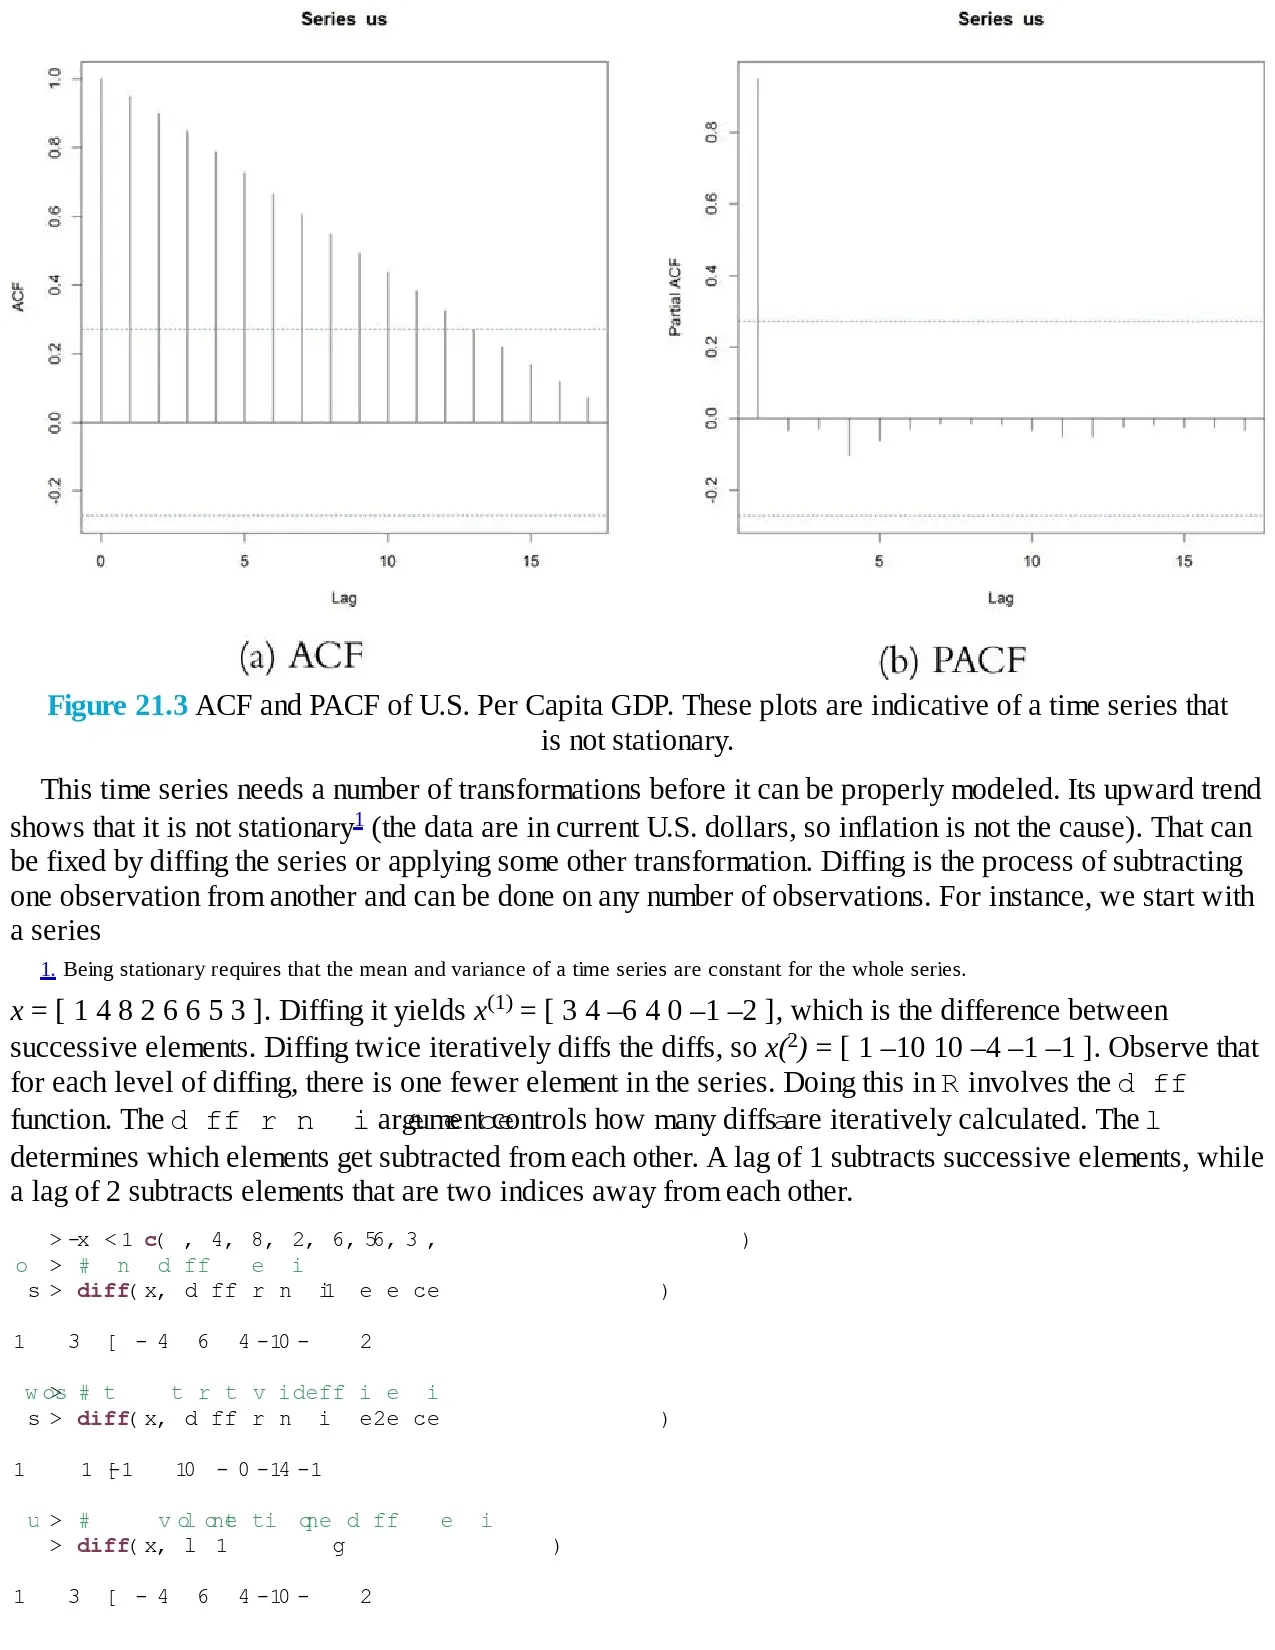 Series us
Series us
1.0
0.8
0.6
0.4
0.2
0.0
-0.2
ACF
0 5 10 15
Lag
0.8
0.6
0.4
0.2
0.0
-0.2
Partial ACF
5 10 15
Lag
(a) ACF
(b) PACF
Figure 21.3 ACF and PACF of U.S. Per Capita GDP. These plots are indicative of a time series that
is not stationary.
This time series needs a number of transformations before it can be properly modeled. Its upward trend
shows that it is not stationary1 (the data are in current U.S. dollars, so inflation is not the cause). That can
be fixed by diffing the series or applying some other transformation. Diffing is the process of subtracting
one observation from another and can be done on any number of observations. For instance, we start with
a series
1. Being stationary requires that the mean and variance of a time series are constant for the whole series.
x = [ 1 4 8 2 6 6 5 3 ]. Diffing it yields x(1) = [ 3 4 –6 4 0 –1 –2 ], which is the difference between
successive elements. Diffing twice iteratively diffs the diffs, so x(2) = [ 1 –10 10 –4 –1 –1 ]. Observe that
for each level of diffing, there is one fewer element in the series. Doing this in R involves the d ff
function. The d ff r n i argument controls how many diffs are iteratively calculated. The l
determines which elements get subtracted from each other. A lag of 1 subtracts successive elements, while
a lag of 2 subtracts elements that are two indices away from each other.
> -x < 1 c( , 4, 8, 2, 6, 56, 3 , )
o > # n d ff e i
s > diff( x, d ff r n i1 e e ce )
1 3 [ - 4 6 4 -10 - 2
> # t t r t v i deff i e i
s > diff( x, d ff r n i e2e ce )
1 1 [-1 10 - 0 -14 -1
u > # v ti d ff e i
> diff( x, l 1 g )
1 3 [ - 4 6 4 -10 - 2